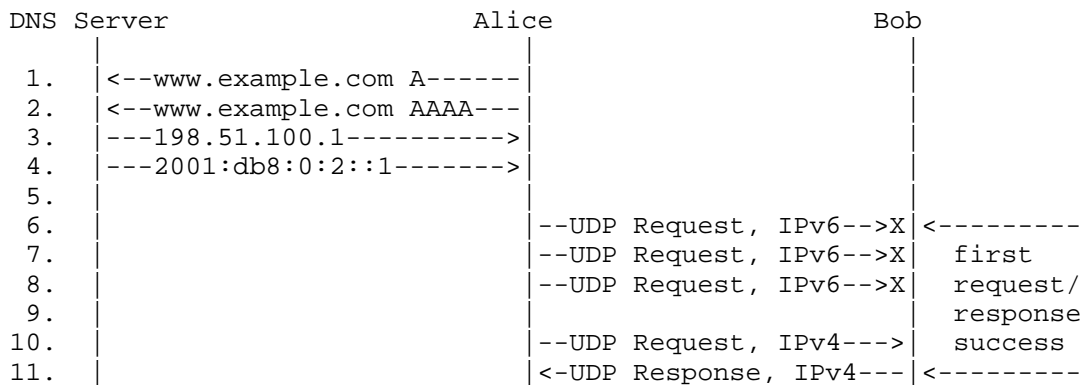 DNS Server                  Alice                    Bob
      |                           |                        |
 1.   |<--www.example.com A------|                        |
 2.   |<--www.example.com AAAA---|                        |
 3.   |---198.51.100.1---------->|                        |
 4.   |---2001:db8:0:2::1------->|                        |
 5.   |                          |                        |
 6.   |                          |--UDP Request, IPv6-->X|<---------
 7.   |                          |--UDP Request, IPv6-->X|  first
 8.   |                          |--UDP Request, IPv6-->X|  request/
 9.   |                          |                        |  response
10.   |                          |--UDP Request, IPv4--->|  success
11.   |                          |<-UDP Response, IPv4---|<---------